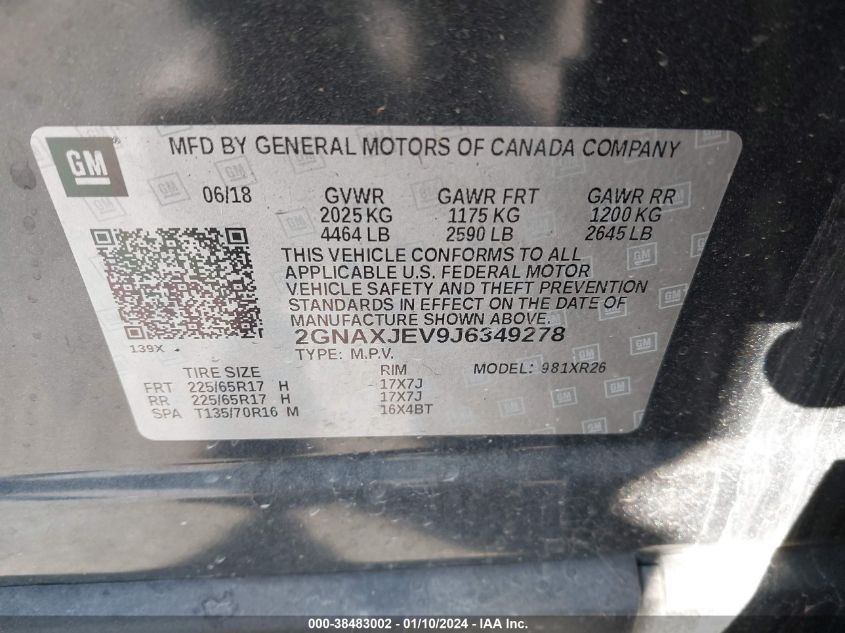 GM
MFD BY GENERAL MOTORS OF CANADA COMPANY
06/18 GVWR GAWR FRT GAWR RR
2025 KG 1175 KG 1200 KG
4464 LB 2590 LB 2645 LB
THIS VEHICLE CONFORMS TO ALL
APPLICABLE U.S. FEDERAL MOTOR
VEHICLE SAFETY AND THEFT PREVENTION
STANDARDS IN EFFECT ON THE DATE OF
MANUFACTURE SHOWN ABOVE.
139X 2GNAXJEV9J6349278
TYPE: M.P.V.
TIRE SIZE RIM MODEL: 981XR26
FRT 225/65R17 H 17X7J
RR 225/65R17 H 17X7J
SPA T135/70R16 M 16X4BT
000-38483002 - 01/10/2024 - IAA Inc.